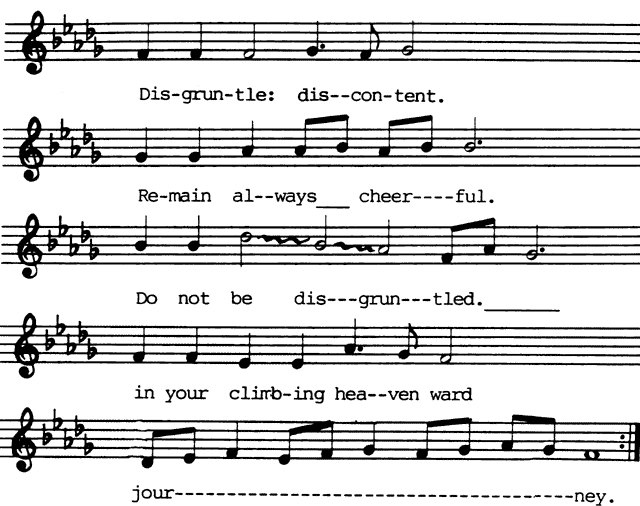 Dis-grun-tle: dis--con-tent.
Re-main al--ways___ cheer----ful.
Do not be dis---grun---tled.________
in your climb-ing hea--ven ward
jour--------------------------------------ney.